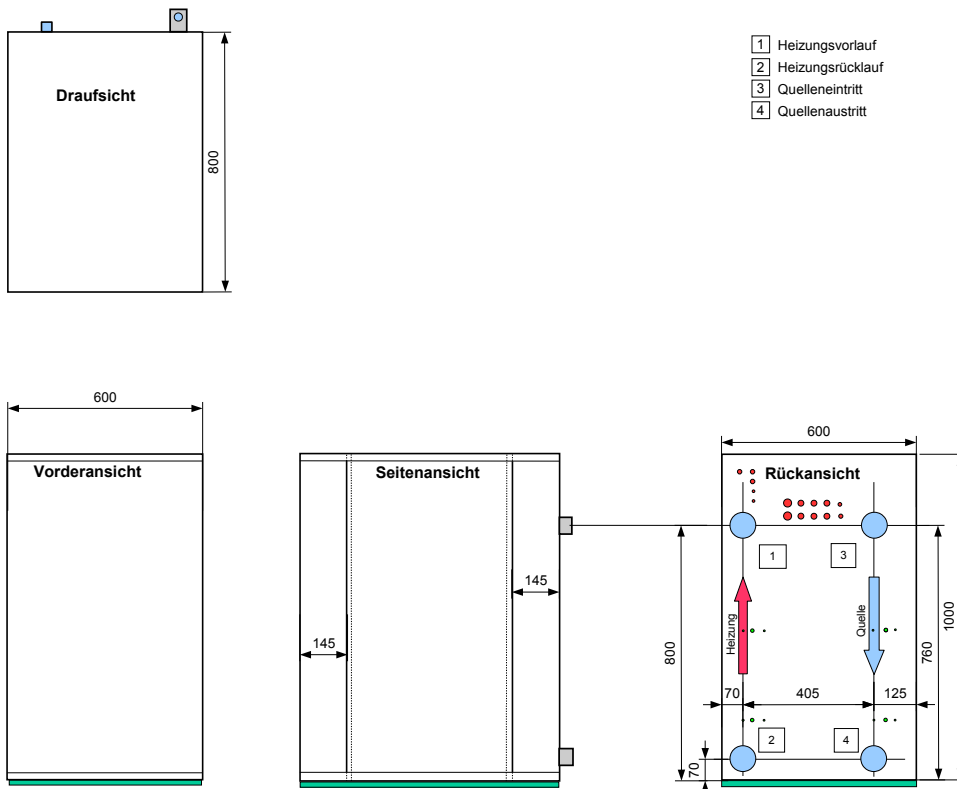 Draufsicht
800
1 Heizungsvorlauf
2 Heizungsrücklauf
3 Quelleneintritt
4 Quellenaustritt
600
Vorderansicht
Seitenansicht
145
145
600
Rückansicht
1
3
Heizung
Quelle
800
760
1000
70
405
125
2
4
70